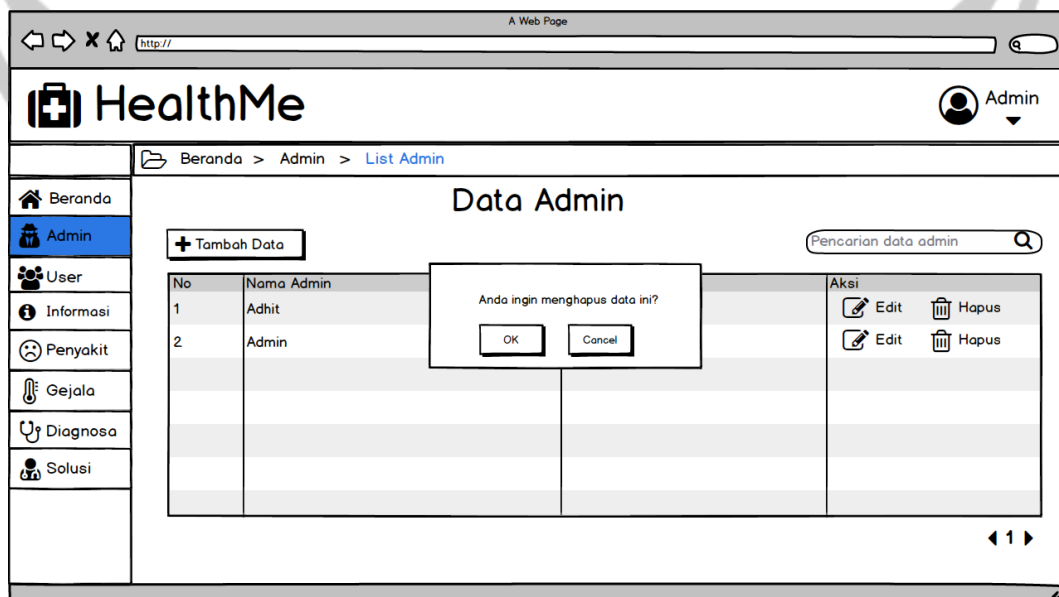 A Web Page
http://
HealthMe
Admin
Beranda > Admin > List Admin
Beranda
Admin
User
Informasi
Penyakit
Gejala
Diagnosa
Solusi
Data Admin
Tambah Data
Pencarian data admin
No Nama Admin Aksi
1 Adhit Edit Hapus
2 Admin Edit Hapus
Anda ingin menghapus data ini?
OK Cancel
1